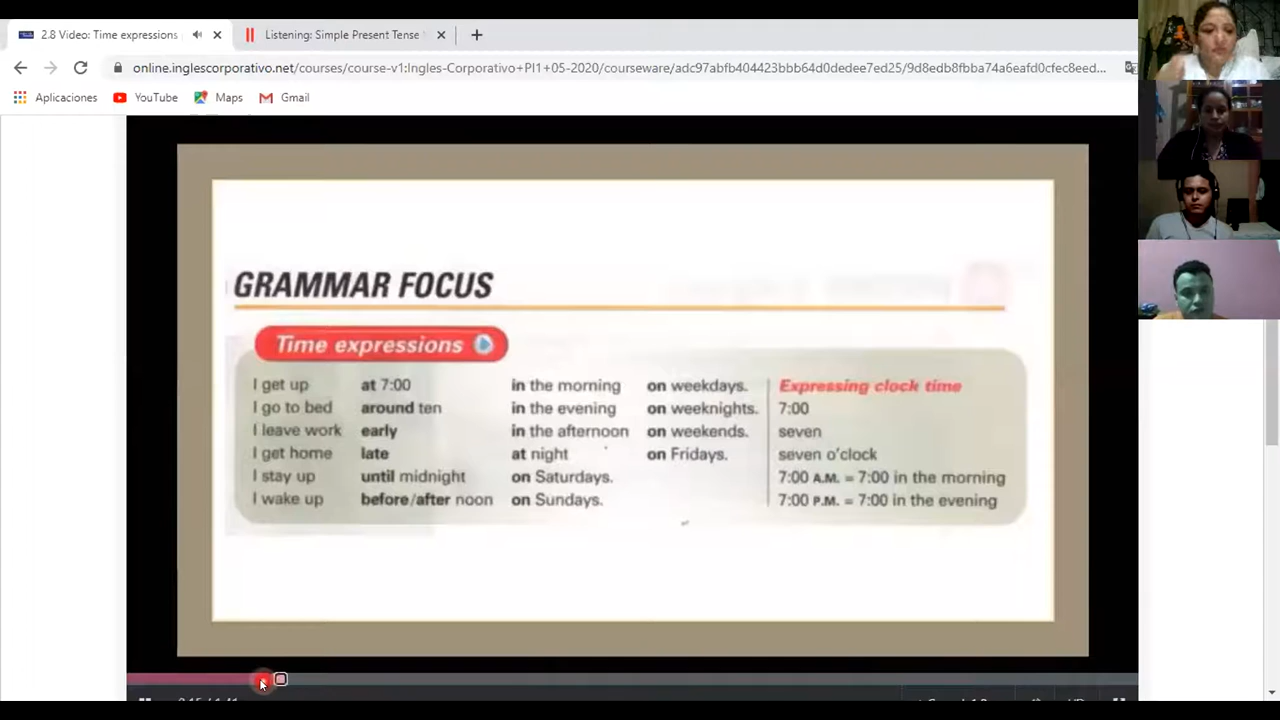 2.8 Video: Time expressions
Listening: Simple Present Tense
online.inglescorporativo.net/courses/course-v1:Ingles-Corporativo+PI1+05-2020/courseware/adc97abfb404423bbb64d0dedee7ed25/9d8edb8fbba74a6eafd0cfec8eed...
Aplicaciones YouTube Maps Gmail
GRAMMAR FOCUS
Time expressions
I get up at 7:00 in the morning on weekdays. Expressing clock time
I go to bed around ten in the evening on weeknights. 7:00
I leave work early in the afternoon on weekends. seven
I get home late at night on Fridays. seven o'clock
I stay up until midnight on Saturdays. 7:00 A.M. = 7:00 in the morning
I wake up before/after noon on Sundays. 7:00 P.M. = 7:00 in the evening